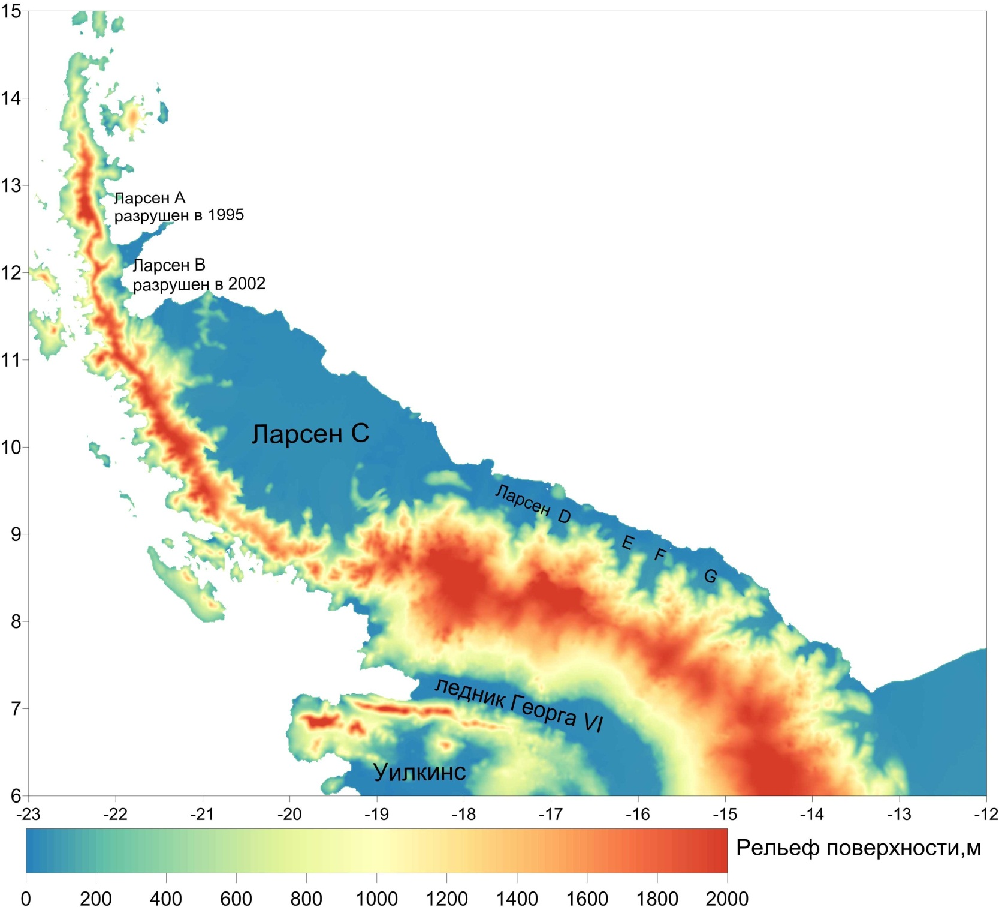 15
14
13
Ларсен А
разрушен в 1995
12
Ларсен В
разрушен в 2002
11
10
Ларсен С
Ларсен D
9
E
F
G
8
ледник Георга VI
7
Уилкинс
6
-23 -22 -21 -20 -19 -18 -17 -16 -15 -14 -13 -12
Рельеф поверхности,м
0 200 400 600 800 1000 1200 1400 1600 1800 2000